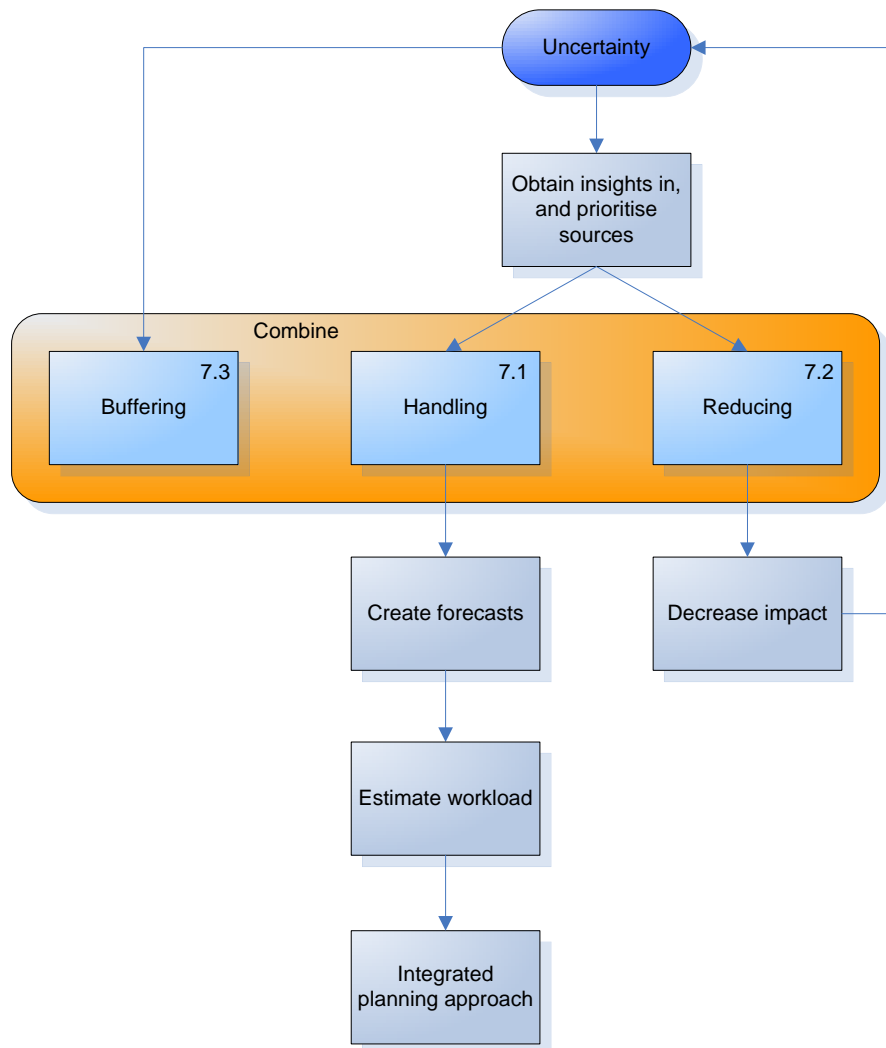 Uncertainty
Obtain insights in,
and prioritise
sources
Combine
7.3
Buffering
7.1
Handling
7.2
Reducing
Create forecasts
Decrease impact
Estimate workload
Integrated
planning approach